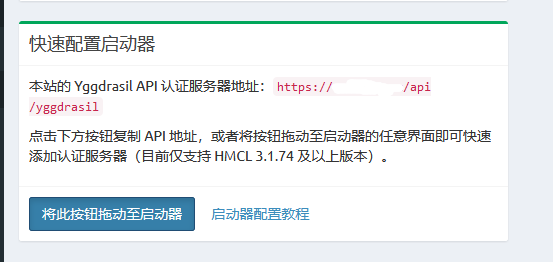 快速配置启动器
本站的 Yggdrasil API 认证服务器地址： https:// /api
/yggdrasil
点击下方按钮复制 API 地址，或者将按钮拖动至启动器的任意界面即可快速
添加认证服务器（目前仅支持 HMCL 3.1.74 及以上版本）。
将此按钮拖动至启动器 启动器配置教程